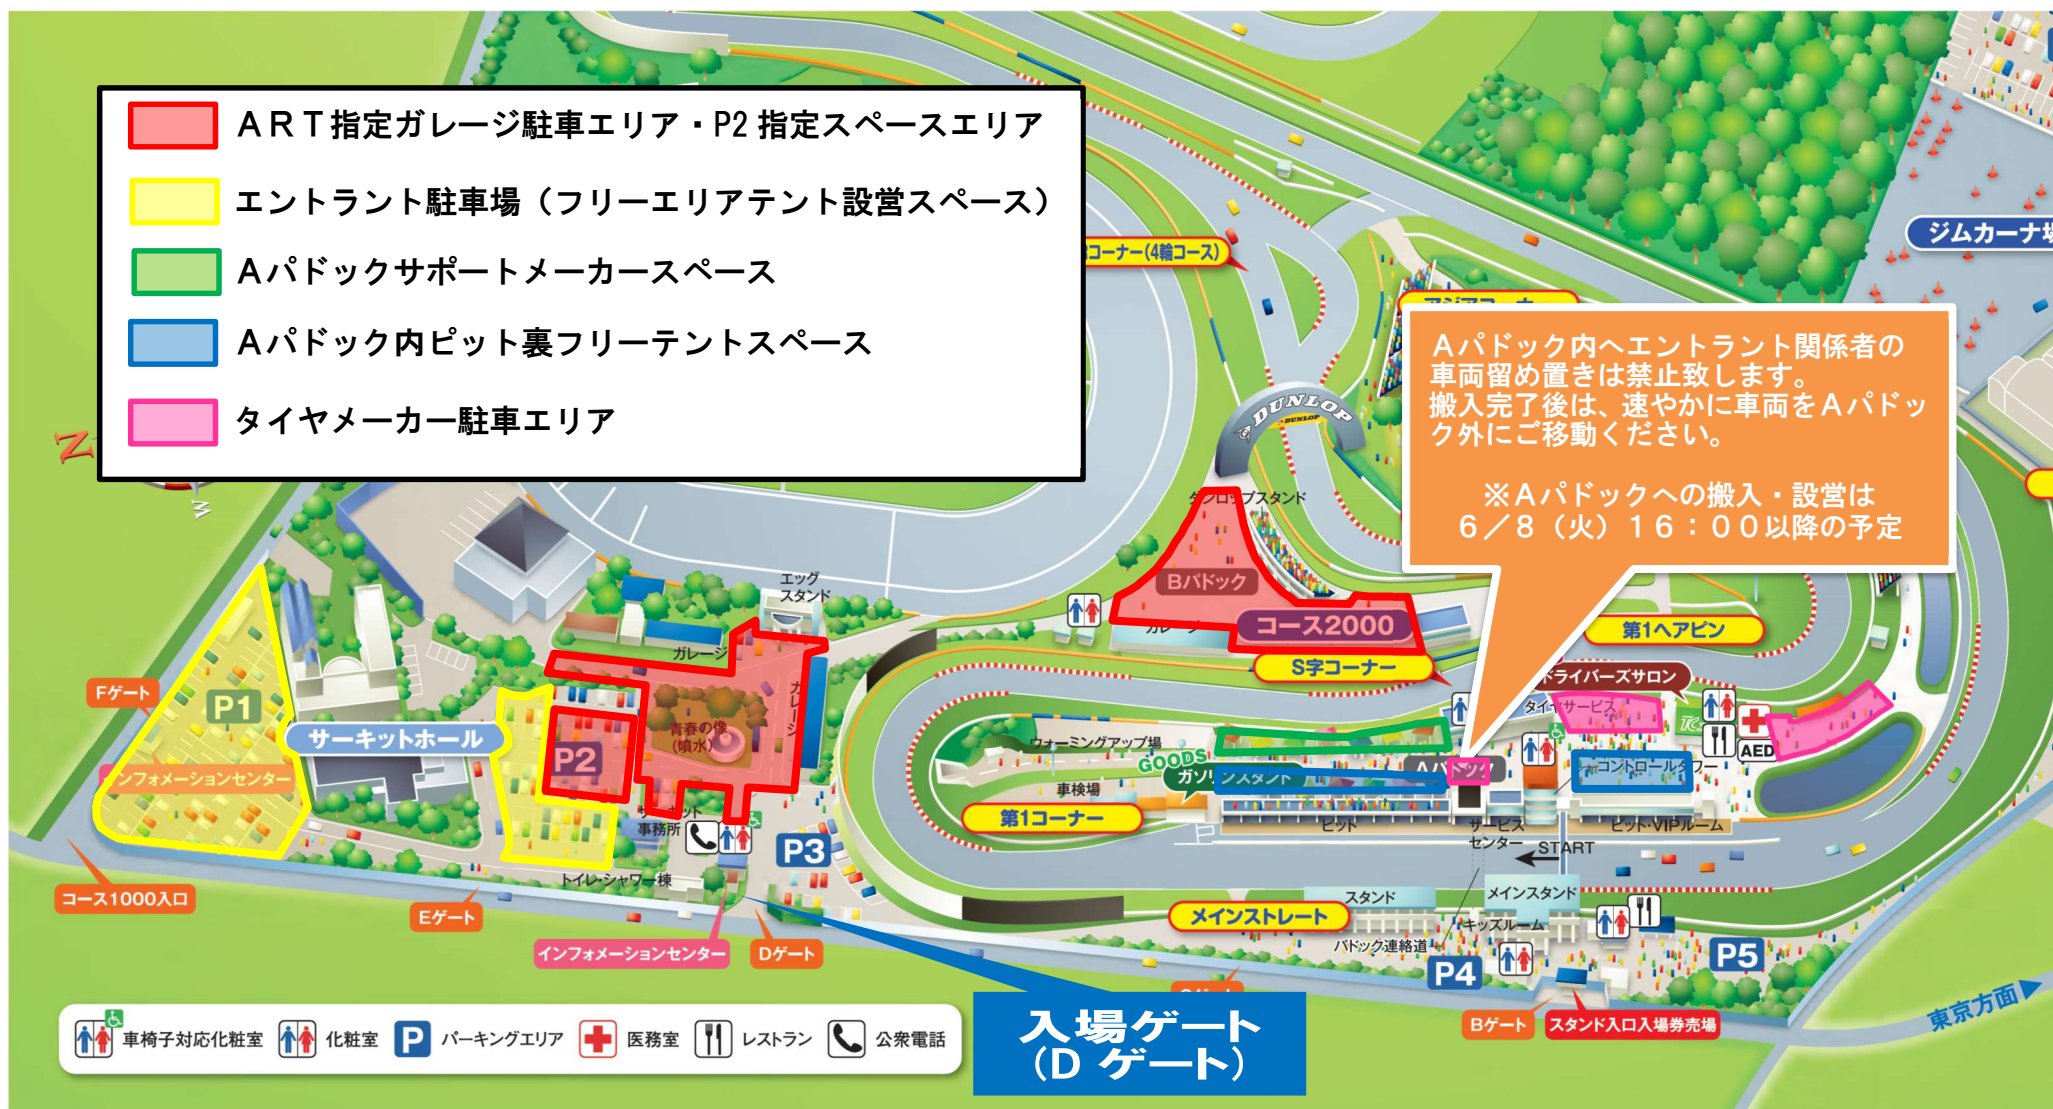 ART指定ガレージ駐車エリア・P2 指定スペースエリア
エントラント駐車場（フリーエリアテント設営スペース）
Aパドックサポートメーカースペース
Aパドック内ピット裏フリーテントスペース
タイヤメーカー駐車エリア
コーナー(4輪コース)
ジムカーナ場
Aパドック内へエントラント関係者の
車両留め置きは禁止致します。
搬入完了後は、速やかに車両をAパドッ
ク外にご移動ください。
※Aパドックへの搬入・設営は
6／8（火）16：00以降の予定
N
W
DUNLOP
DUNLOP
ダンロップスタンド
Bパドック
ガレージ
コース2000
S字コーナー
第1ヘアピン
エッグ
スタンド
ガレージ
ガレージ
青春の像
(噴水)
Fゲート
P1
サーキットホール
インフォメーションセンター
P2
サーキット
事務所
P3
トイレ・シャワー棟
コース1000入口
Eゲート
インフォメーションセンター
Dゲート
ドライバーズサロン
タイヤサービス
AED
ウォーミングアップ場
GOODS
ガソリンスタンド
車検場
Aパドック
コントロールタワー
第1コーナー
ピット
サービス
センター
ピット・VIPルーム
START
スタンド
メインスタンド
メインストレート
キッズルーム
パドック連絡道
P4
P5
Bゲート
スタンド入口入場券売場
東京方面
入場ゲート
(D ゲート)
車椅子対応化粧室
化粧室
P
パーキングエリア
医務室
レストラン
公衆電話